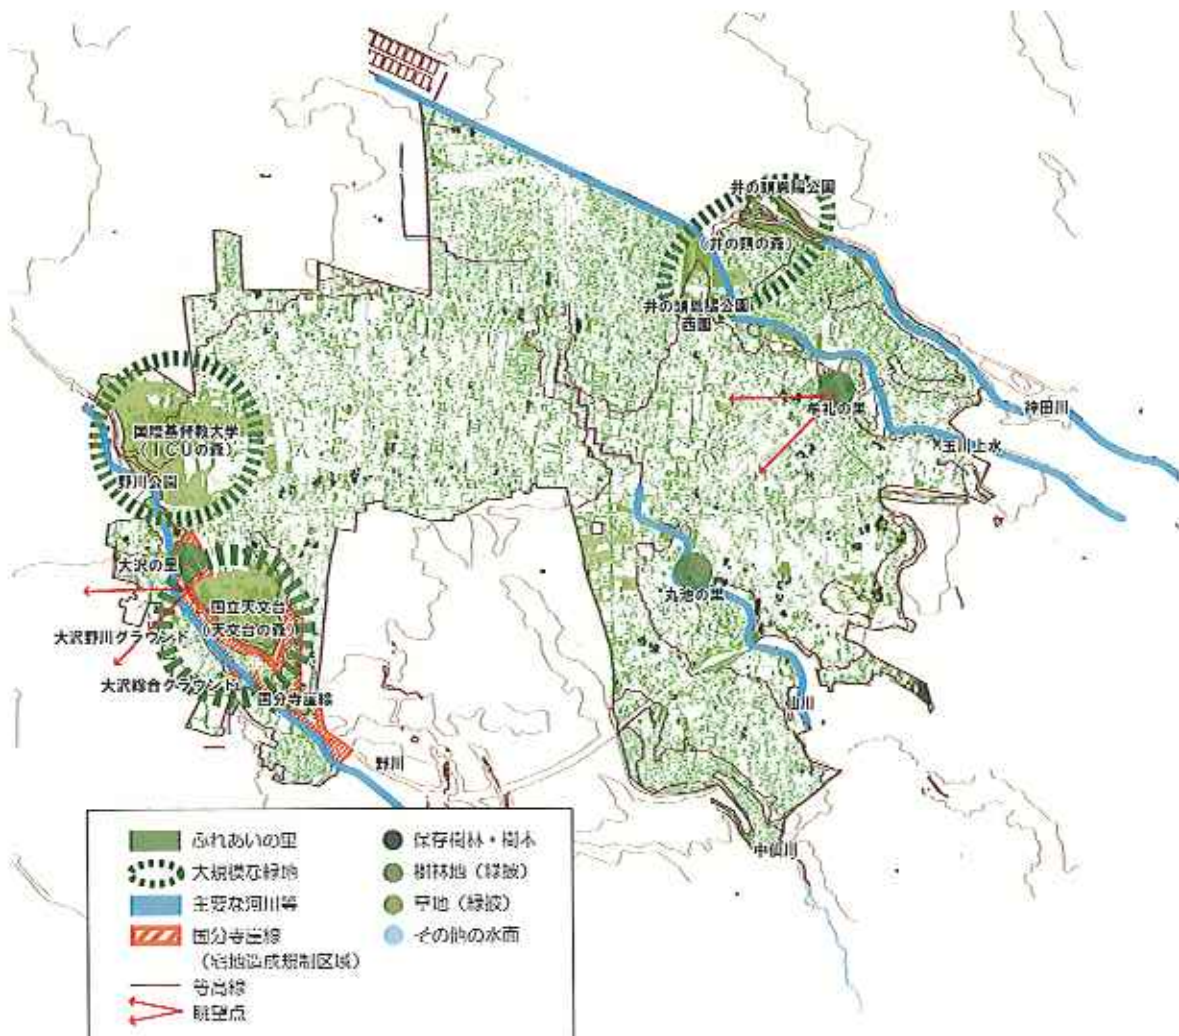 井の頭恩賜公園
(井の頭の森)
井の頭恩賜公園
西園
牟礼の里
神田川
玉川上水
国際基督教大学
(ICUの森)
野川公園
大沢の里
国立天文台
(天文台の森)
大沢野川グラウンド
大沢総合グラウンド
国分寺崖線
野川
丸池の里
仙川
中仙川
ふれあいの里
大規模な緑地
主要な河川等
国分寺崖線
(宅地造成規制区域)
等高線
眺望点
保存樹林・樹木
樹林地(緑被)
草地(緑被)
その他の水面